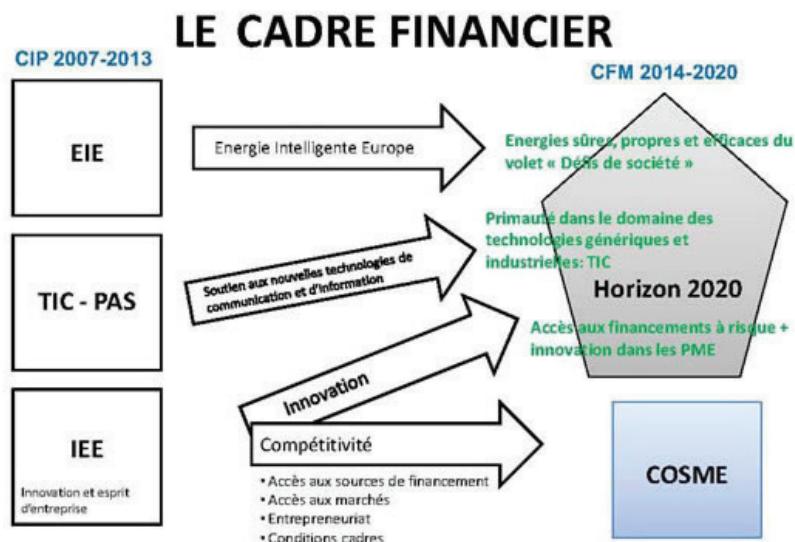 LE CADRE FINANCIER
CIP 2007-2013
CFM 2014-2020
EIE
Energie Intelligente Europe
Energies sûres, propres et efficaces du
volet « Défis de société »
TIC - PAS
Soutien aux nouvelles technologies de
communication et d'information
Primauté dans le domaine des
technologies génériques et
industrielles: TIC
Horizon 2020
Innovation
Accès aux financements à risque +
innovation dans les PME
IEE
Innovation et esprit
d'entreprise
Compétitivité
• Accès aux sources de financement
• Accès aux marchés
• Entrepreneuriat
• Conditions cadres
COSME